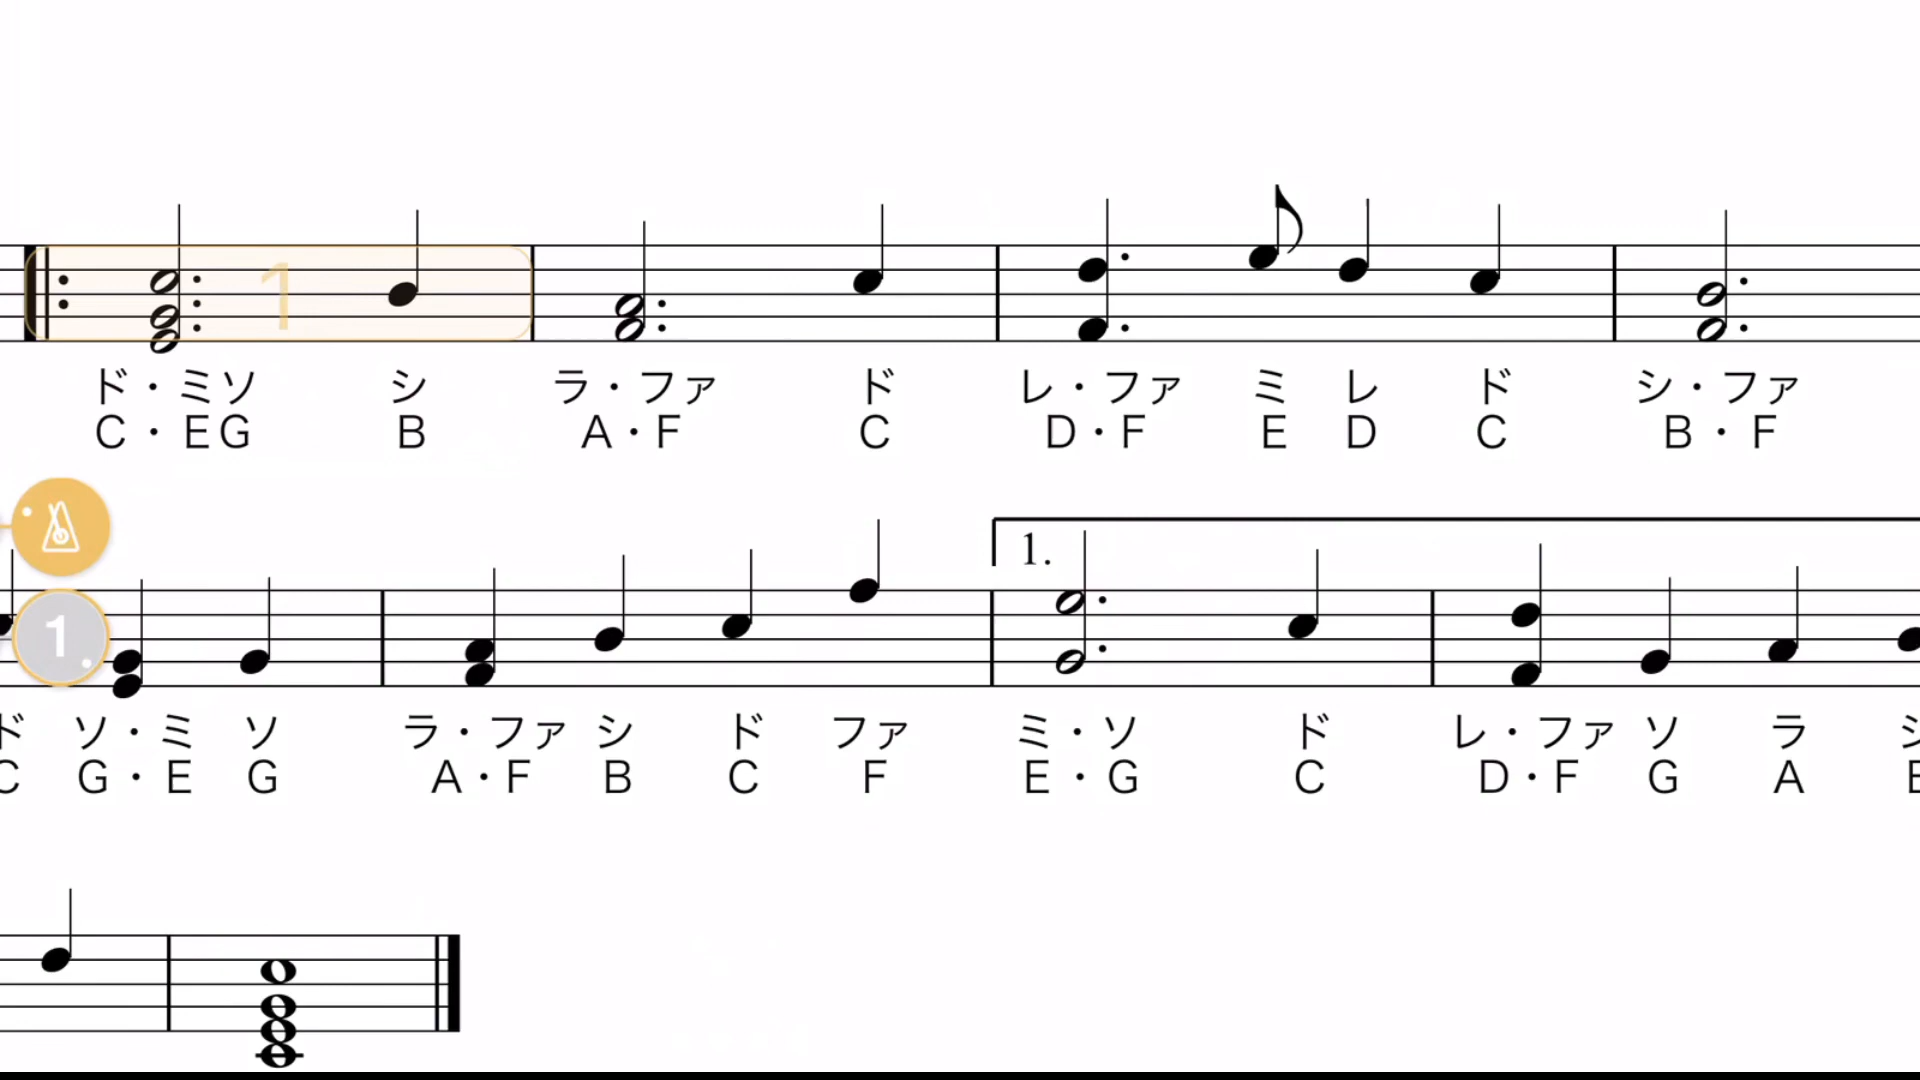 1
ド・ミソ シ ラ・ファ ド レ・ファ ミ レ ド シ・ファ
C・EG B A・F C D・F E D C B・F
1.
1
ド ソ・ミ ソ ラ・ファ シ ド ファ ミ・ソ ド レ・ファ ソ ラ シ
C G・E G A・F B C F E・G C D・F G A